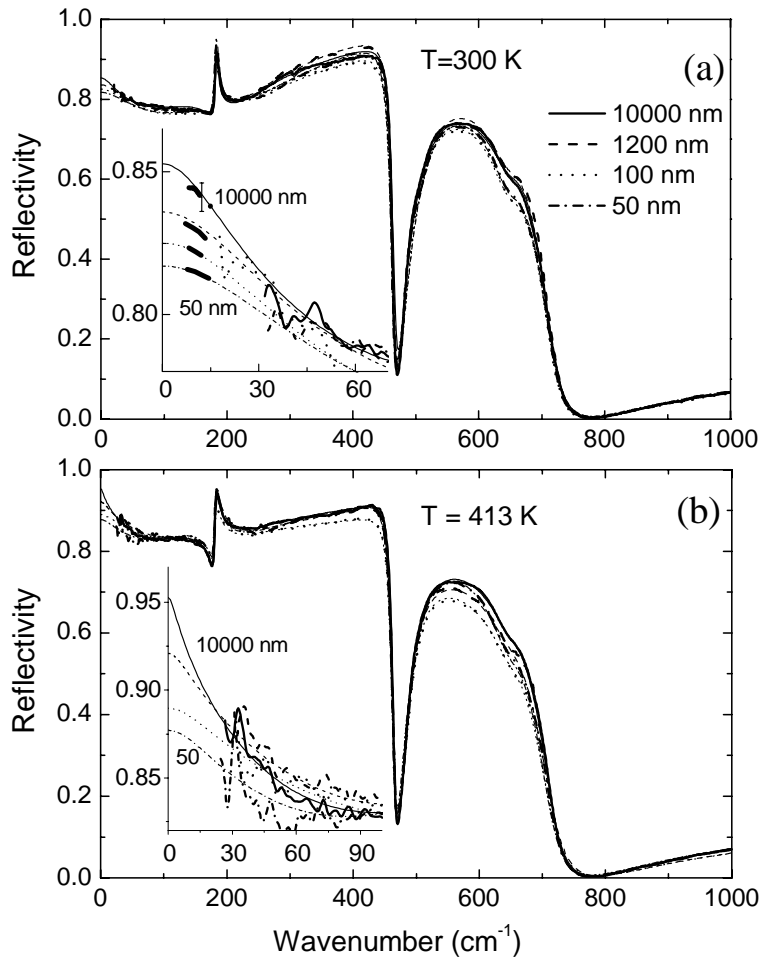 1.0
0.8
0.6
0.4
0.2
0.0
Reflectivity
T=300 K
(a)
10000 nm
1200 nm
100 nm
50 nm
0.85
0.80
10000 nm
50 nm
0 30 60
0 200 400 600 800 1000
1.0
0.8
0.6
0.4
0.2
0.0
Reflectivity
T = 413 K
(b)
0.95
0.90
0.85
10000 nm
50
0 30 60 90
0 200 400 600 800 1000
Wavenumber (cm⁻¹)